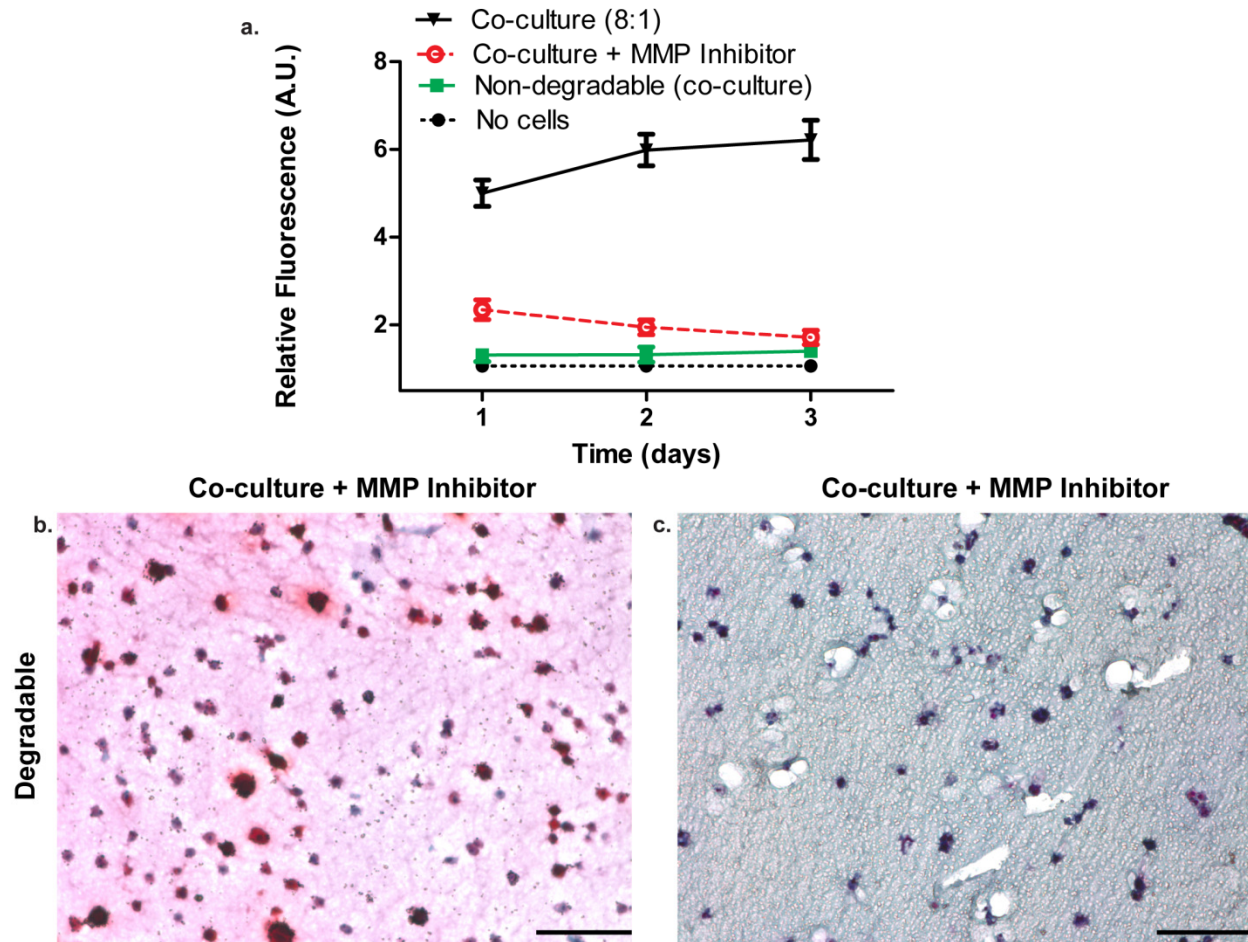 a.
Co-culture (8:1)
Co-culture + MMP Inhibitor
Non-degradable (co-culture)
No cells
Relative Fluorescence (A.U.)
8
6
4
2
1 2 3
Time (days)
Co-culture + MMP Inhibitor Co-culture + MMP Inhibitor
b. c.
Degradable